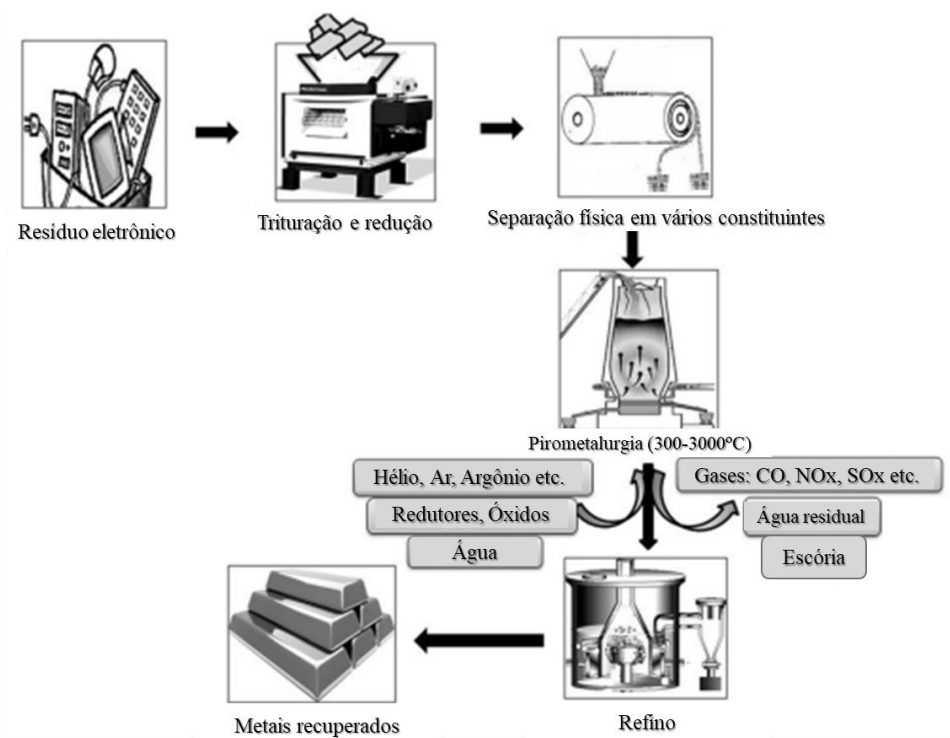 Resíduo eletrônico
Trituração e redução
Separação física em vários constituintes
Pirometalurgia (300-3000ºC)
Hélio, Ar, Argônio etc.
Redutores, Óxidos
Água
Gases: CO, NOx, SOx etc.
Água residual
Escória
Refino
Metais recuperados